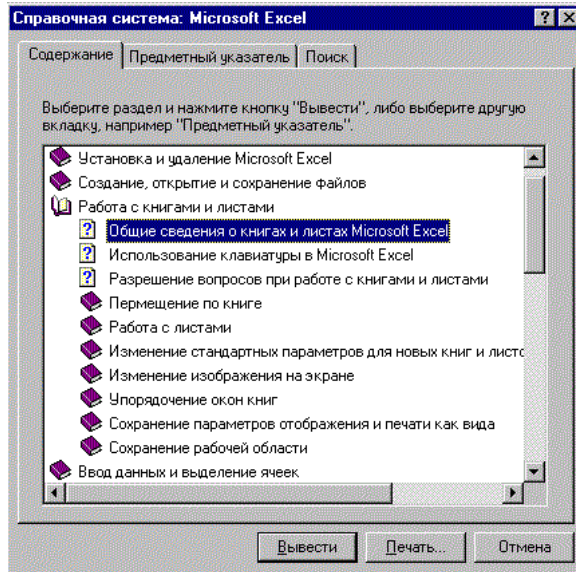 Справочная система: Microsoft Excel
Содержание Предметный указатель Поиск
Выберите раздел и нажмите кнопку "Вывести", либо выберите другую
вкладку, например "Предметный указатель".
Установка и удаление Microsoft Excel
Создание, открытие и сохранение файлов
Работа с книгами и листами
Общие сведения о книгах и листах Microsoft Excel
Использование клавиатуры в Microsoft Excel
Разрешение вопросов при работе с книгами и листами
Пермещение по книге
Работа с листами
Изменение стандартных параметров для новых книг и листо
Изменение изображения на экране
Упорядочение окон книг
Сохранение параметров отображения и печати как вида
Сохранение рабочей области
Ввод данных и выделение ячеек
Вывести Печать... Отмена